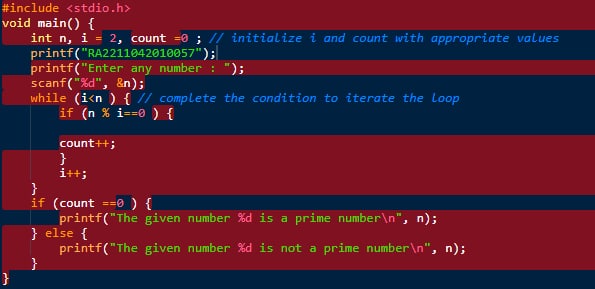 #include <stdio.h>
void main() {
int n, i = 2, count =0 ; // initialize i and count with appropriate values
printf("RA2211042010057");
printf("Enter any number : ");
scanf("%d", &n);
while (i<n ) { // complete the condition to iterate the loop
if (n % i==0 ) {
count++;
}
i++;
}
if (count ==0 ) {
printf("The given number %d is a prime number\n", n);
} else {
printf("The given number %d is not a prime number\n", n);
}
}